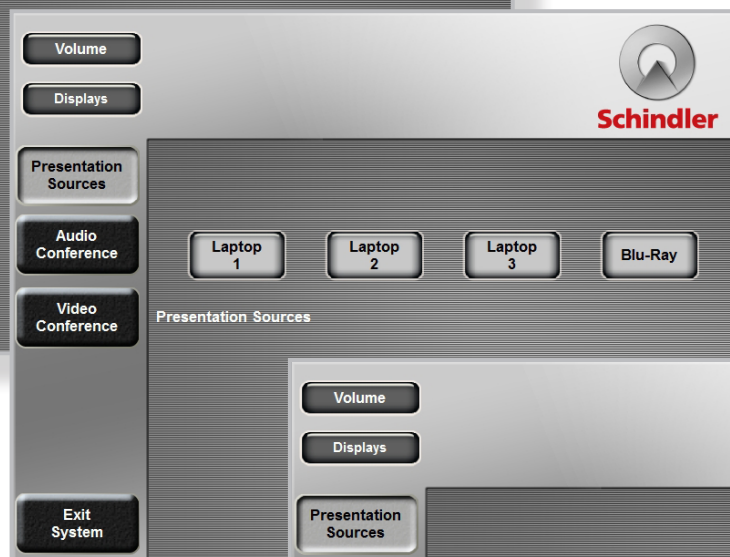 Volume
Displays
Schindler
Presentation
Sources
Audio
Conference
Video
Conference
Exit
System
Laptop
1
Laptop
2
Laptop
3
Blu-Ray
Presentation Sources
Volume
Displays
Presentation
Sources